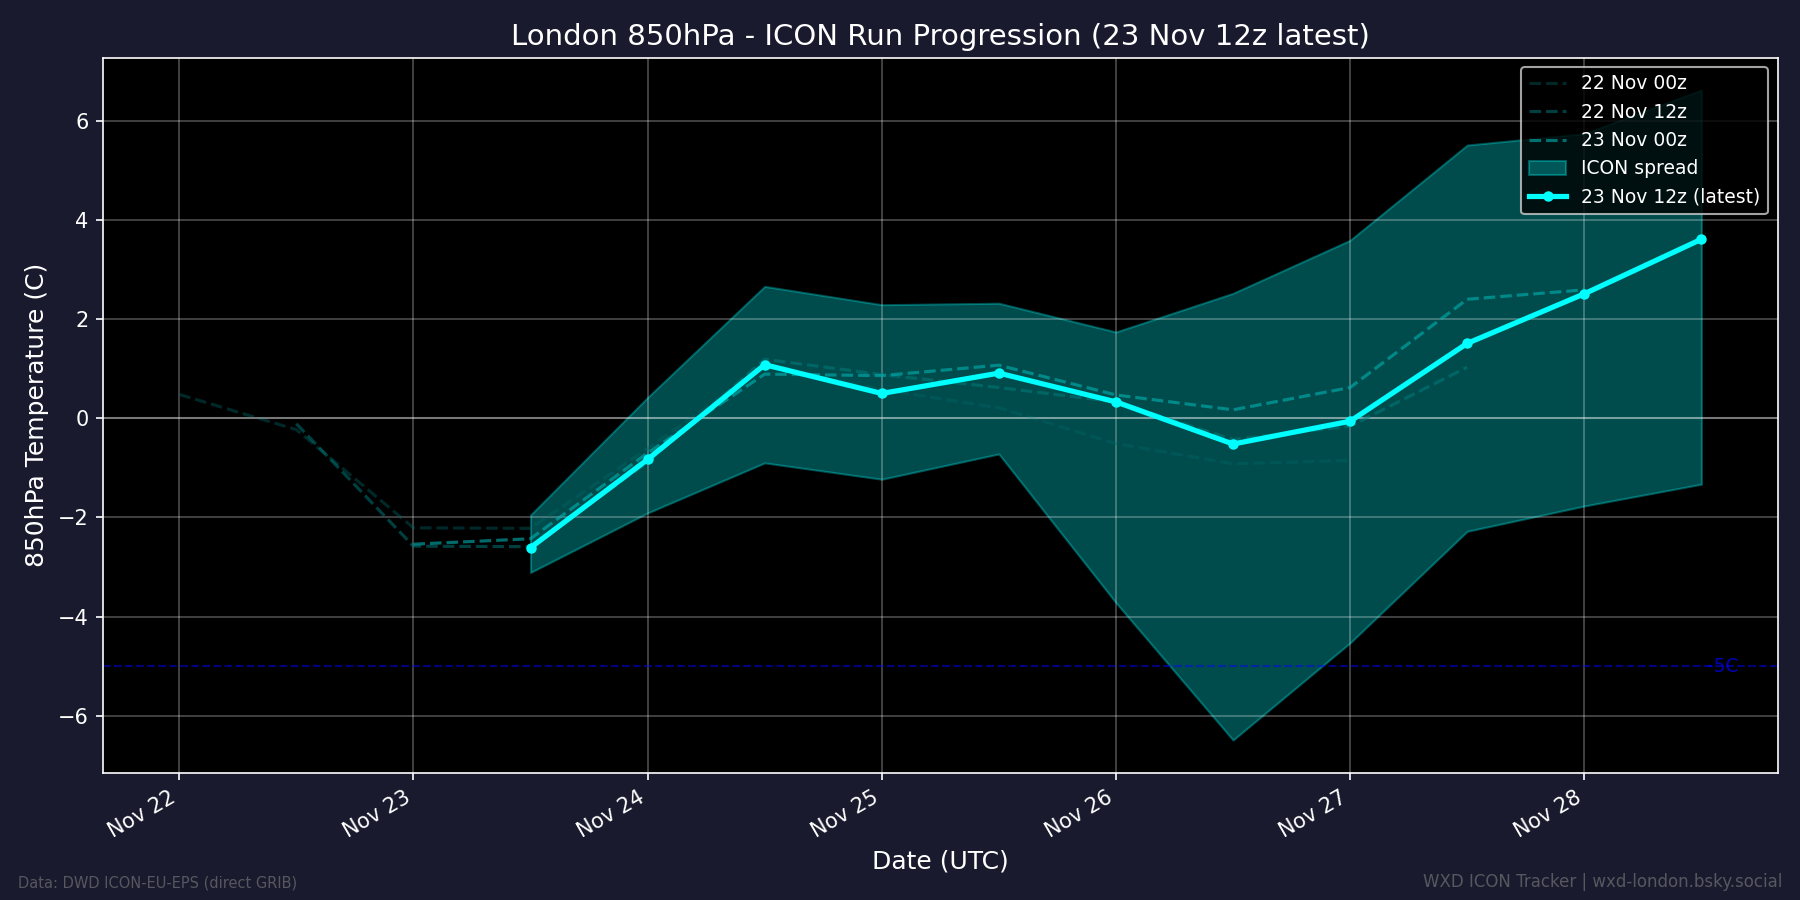 London 850hPa - ICON Run Progression (23 Nov 12z latest)
22 Nov 00z
22 Nov 12z
23 Nov 00z
ICON spread
23 Nov 12z (latest)
850hPa Temperature (C)
6
4
2
0
−2
−4
−6
-5C
Nov 22
Nov 23
Nov 24
Nov 25
Nov 26
Nov 27
Nov 28
Date (UTC)
Data: DWD ICON-EU-EPS (direct GRIB)
WXD ICON Tracker | wxd-london.bsky.social